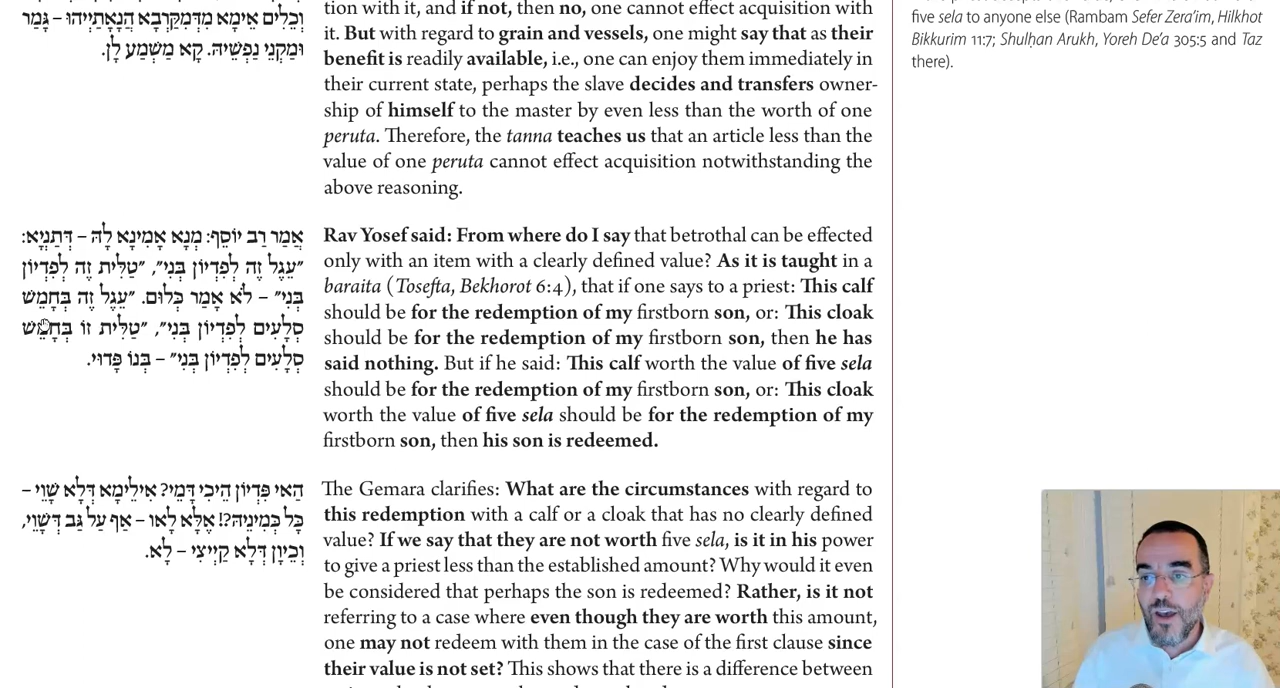 וְכֵלִים אֵימָא מִדִּמְקָרְבָא הֲנָאָתַיְיהוּ – גָּמַר
וּמַקְנֵי נַפְשֵׁיהּ. קָא מַשְׁמַע לַן.
tion with it, and if not, then no, one cannot effect acquisition with
it. But with regard to grain and vessels, one might say that as their
benefit is readily available, i.e., one can enjoy them immediately in
their current state, perhaps the slave decides and transfers owner-
ship of himself to the master by even less than the worth of one
peruta. Therefore, the tanna teaches us that an article less than the
value of one peruta cannot effect acquisition notwithstanding the
above reasoning.
five sela to anyone else (Rambam Sefer Zera'im, Hilkhot
Bikkurim 11:7; Shulḥan Arukh, Yoreh De'a 305:5 and Taz
there).
אָמַר רַב יוֹסֵף: מְנָא אָמִינָא לַהּ – דְּתַנְיָא:
״עֵגֶל זֶה לְפִדְיוֹן בְּנִי״, ״טַלִּית זֶה לְפִדְיוֹן
בְּנִי״ – לֹא אָמַר כְּלוּם. ״עֵגֶל זֶה בְּחָמֵשׁ
סְלָעִים לְפִדְיוֹן בְּנִי״, ״טַלִּית זוֹ בְּחָמֵשׁ
סְלָעִים לְפִדְיוֹן בְּנִי״ – בְּנוֹ פָּדוּי.
Rav Yosef said: From where do I say that betrothal can be effected
only with an item with a clearly defined value? As it is taught in a
baraita (Tosefta, Bekhorot 6:4), that if one says to a priest: This calf
should be for the redemption of my firstborn son, or: This cloak
should be for the redemption of my firstborn son, then he has
said nothing. But if he said: This calf worth the value of five sela
should be for the redemption of my firstborn son, or: This cloak
worth the value of five sela should be for the redemption of my
firstborn son, then his son is redeemed.
הַאי פִּדְיוֹן הֵיכִי דָּמֵי? אִילֵימָא דְּלָא שָׁוֵי –
כָּל כְּמִינֵיהּ?! אֶלָּא לָאו – אַף עַל גַּב דְּשָׁוֵי,
וְכֵיוָן דְּלָא קַיְיצִי – לָא.
The Gemara clarifies: What are the circumstances with regard to
this redemption with a calf or a cloak that has no clearly defined
value? If we say that they are not worth five sela, is it in his power
to give a priest less than the established amount? Why would it even
be considered that perhaps the son is redeemed? Rather, is it not
referring to a case where even though they are worth this amount,
one may not redeem with them in the case of the first clause since
their value is not set? This shows that there is a difference between